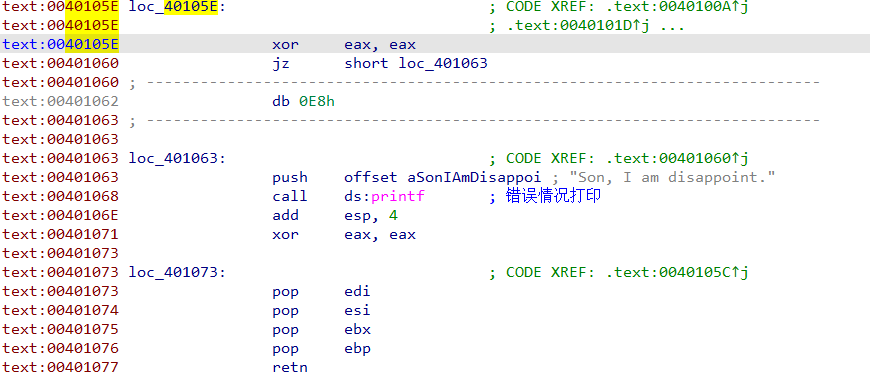 text:0040105E loc_40105E: ; CODE XREF: .text:0040100A↑j
text:0040105E ; .text:0040101D↑j ...
text:0040105E xor eax, eax
text:00401060 jz short loc_401063
text:00401060 ; ---------------------------------------------------------------------------
text:00401062 db 0E8h
text:00401063 ; ---------------------------------------------------------------------------
text:00401063
text:00401063 loc_401063: ; CODE XREF: .text:00401060↑j
text:00401063 push offset aSonIAmDisappoi ; "Son, I am disappoint."
text:00401068 call ds:printf ; 错误情况打印
text:0040106E add esp, 4
text:00401071 xor eax, eax
text:00401073
text:00401073 loc_401073: ; CODE XREF: .text:0040105C↑j
text:00401073 pop edi
text:00401074 pop esi
text:00401075 pop ebx
text:00401076 pop ebp
text:00401077 retn